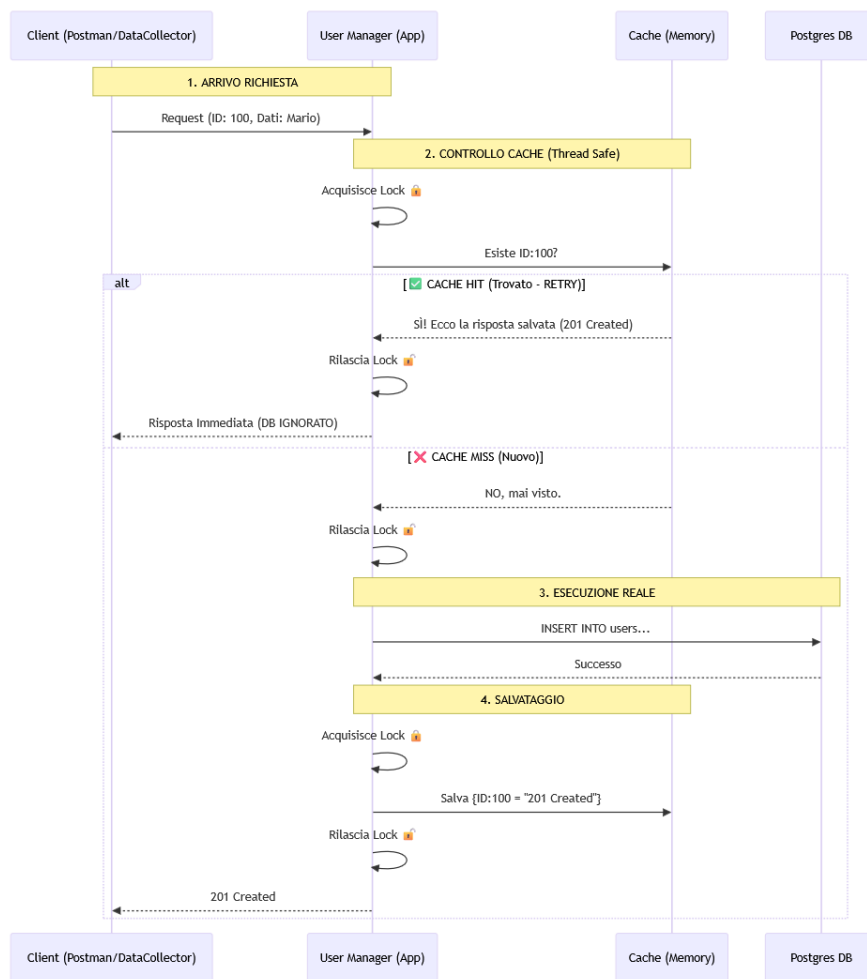 Client (Postman/DataCollector)
User Manager (App)
Cache (Memory)
Postgres DB
1. ARRIVO RICHIESTA
Request (ID: 100, Dati: Mario)
2. CONTROLLO CACHE (Thread Safe)
Acquisisce Lock 🔒
Esiste ID:100?
alt
[✅ CACHE HIT (Trovato - RETRY)]
SÌ! Ecco la risposta salvata (201 Created)
Rilascia Lock 🔓
Risposta Immediata (DB IGNORATO)
[❌ CACHE MISS (Nuovo)]
NO, mai visto.
Rilascia Lock 🔓
3. ESECUZIONE REALE
INSERT INTO users...
Successo
4. SALVATAGGIO
Acquisisce Lock 🔒
Salva {ID:100 = "201 Created"}
Rilascia Lock 🔓
201 Created
Client (Postman/DataCollector)
User Manager (App)
Cache (Memory)
Postgres DB